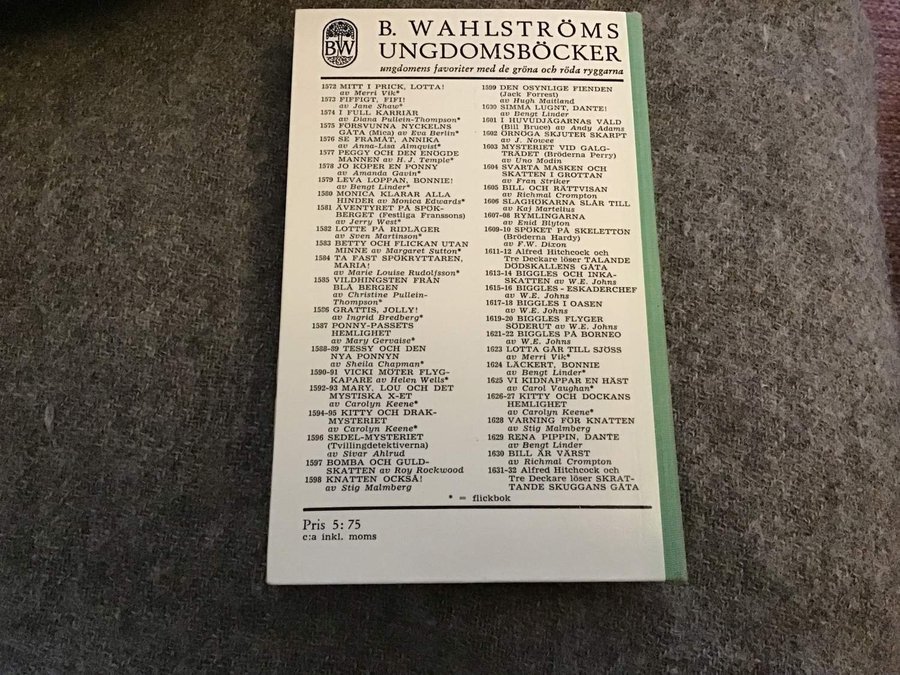 BW
B. WAHLSTRÖMS
UNGDOMSBÖCKER
ungdomens favoriter med de gröna och röda ryggarna
1572 MITT I PRICK, LOTTA!
av Merri Vik*
1573 FIFFIGT, FIFI!
av Jane Shaw*
1574 I FULL KARRIÄR
av Diana Pullein-Thompson*
1575 FÖRSVUNNA NYCKELNS
GÅTA (Mica) av Eva Berlin*
1576 SE FRAMÅT, ANNIKA
av Anna-Lisa Almqvist*
1577 PEGGY OCH DEN ENÖGDE
MANNEN av H. J. Temple*
1578 JO KÖPER EN PONNY
av Amanda Gavin*
1579 LEVA LOPPAN, BONNIE!
av Bengt Linder*
1580 MONICA KLARAR ALLA
HINDER av Monica Edwards*
1581 ÄVENTYRET PÅ SPÖK-
BERGET (Festliga Franssons)
av Jerry West*
1582 LOTTE PÅ RIDLÄGER
av Sven Martinson*
1583 BETTY OCH FLICKAN UTAN
MINNE av Margaret Sutton*
1584 TA FAST SPÖKRYTTAREN,
MARIA!
av Marie Louise Rudolfsson*
1585 VILDHINGSTEN FRÅN
BLÅ BERGEN
av Christine Pullein-
Thompson*
1586 GRATTIS, JOLLY!
av Ingrid Bredberg*
1587 PONNY-PASSETS
HEMLIGHET
av Mary Gervaise*
1588-89 TESSY OCH DEN
NYA PONNYN
av Sheila Chapman*
1590-91 VICKI MÖTER FLYG-
KAPARE av Helen Wells*
1592-93 MARY, LOU OCH DET
MYSTISKA X-ET
av Carolyn Keene*
1594-95 KITTY OCH DRAK-
MYSTERIET
av Carolyn Keene*
1596 SEDEL-MYSTERIET
(Tvillingdetektiverna)
av Sivar Ahlrud
1597 BOMBA OCH GULD-
SKATTEN av Roy Rockwood
1598 KNATTEN OCKSÅ!
av Stig Malmberg
1599 DEN OSYNLIGE FIENDEN
(Jack Forrest)
av Hugh Maitland
1600 SIMMA LUGNT, DANTE!
av Bengt Linder
1601 I HUVUDJÄGARNAS VÅLD
(Bill Bruce) av Andy Adams
1602 ÖRNÖGA SKJUTER SKARPT
av J. Nowee
1603 MYSTERIET VID GALG-
TRÄDET (Bröderna Perry)
av Uno Modin
1604 SVARTA MASKEN OCH
SKATTEN I GROTTAN
av Fran Striker
1605 BILL OCH RÄTTVISAN
av Richmal Crompton
1606 SLAGHÖKARNA SLÅR TILL
av Kaj Martelius
1607-08 RYMLINGARNA
av Enid Blyton
1609-10 SPÖKET PÅ SKELETTÖN
(Bröderna Hardy)
av F.W. Dixon
1611-12 Alfred Hitchcock och
Tre Deckare löser TALANDE
DÖDSKALLENS GÅTA
1613-14 BIGGLES OCH INKA-
SKATTEN av W.E. Johns
1615-16 BIGGLES - ESKADERCHEF
av W.E. Johns
1617-18 BIGGLES I OASEN
av W.E. Johns
1619-20 BIGGLES FLYGER
SÖDERUT av W.E. Johns
1621-22 BIGGLES PÅ BORNEO
av W.E. Johns
1623 LOTTA GÅR TILL SJÖSS
av Merri Vik*
1624 LÄCKERT, BONNIE
av Bengt Linder*
1625 VI KIDNAPPAR EN HÄST
av Carol Vaughan*
1626-27 KITTY OCH DOCKANS
HEMLIGHET
av Carolyn Keene*
1628 VARNING FÖR KNATTEN
av Stig Malmberg
1629 RENA PIPPIN, DANTE
av Bengt Linder
1630 BILL ÄR VÄRST
av Richmal Crompton
1631-32 Alfred Hitchcock och
Tre Deckare löser SKRAT-
TANDE SKUGGANS GÅTA
* = flickbok
Pris 5:75
c:a inkl. moms